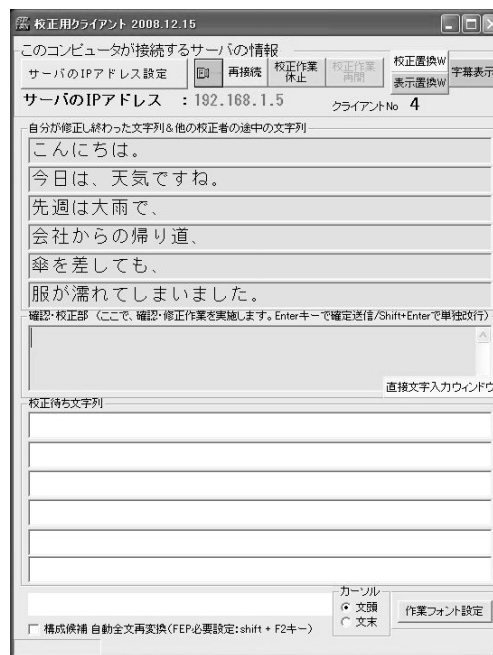 校正用クライアント 2008.12.15
このコンピュータが接続するサーバの情報
サーバのIPアドレス設定
再接続
校正作業
休止
校正作業
再開
校正置換W
表示置換W
字幕表示
サーバのIPアドレス : 192.168.1.5
クライアントNo 4
自分が修正し終わった文字列&他の校正者の途中の文字列
こんにちは。
今日は、天気ですね。
先週は大雨で、
会社からの帰り道、
傘を差しても、
服が濡れてしまいました。
確認・校正部 (ここで、確認・修正作業を実施します。Enterキーで確定送信/Shift+Enterで単独改行)
直接文字入力ウィンドウ
校正待ち文字列
カーソル
文頭
文末
作業フォント設定
構成候補 自動全文再変換(FEP必要設定:shift + F2キー)